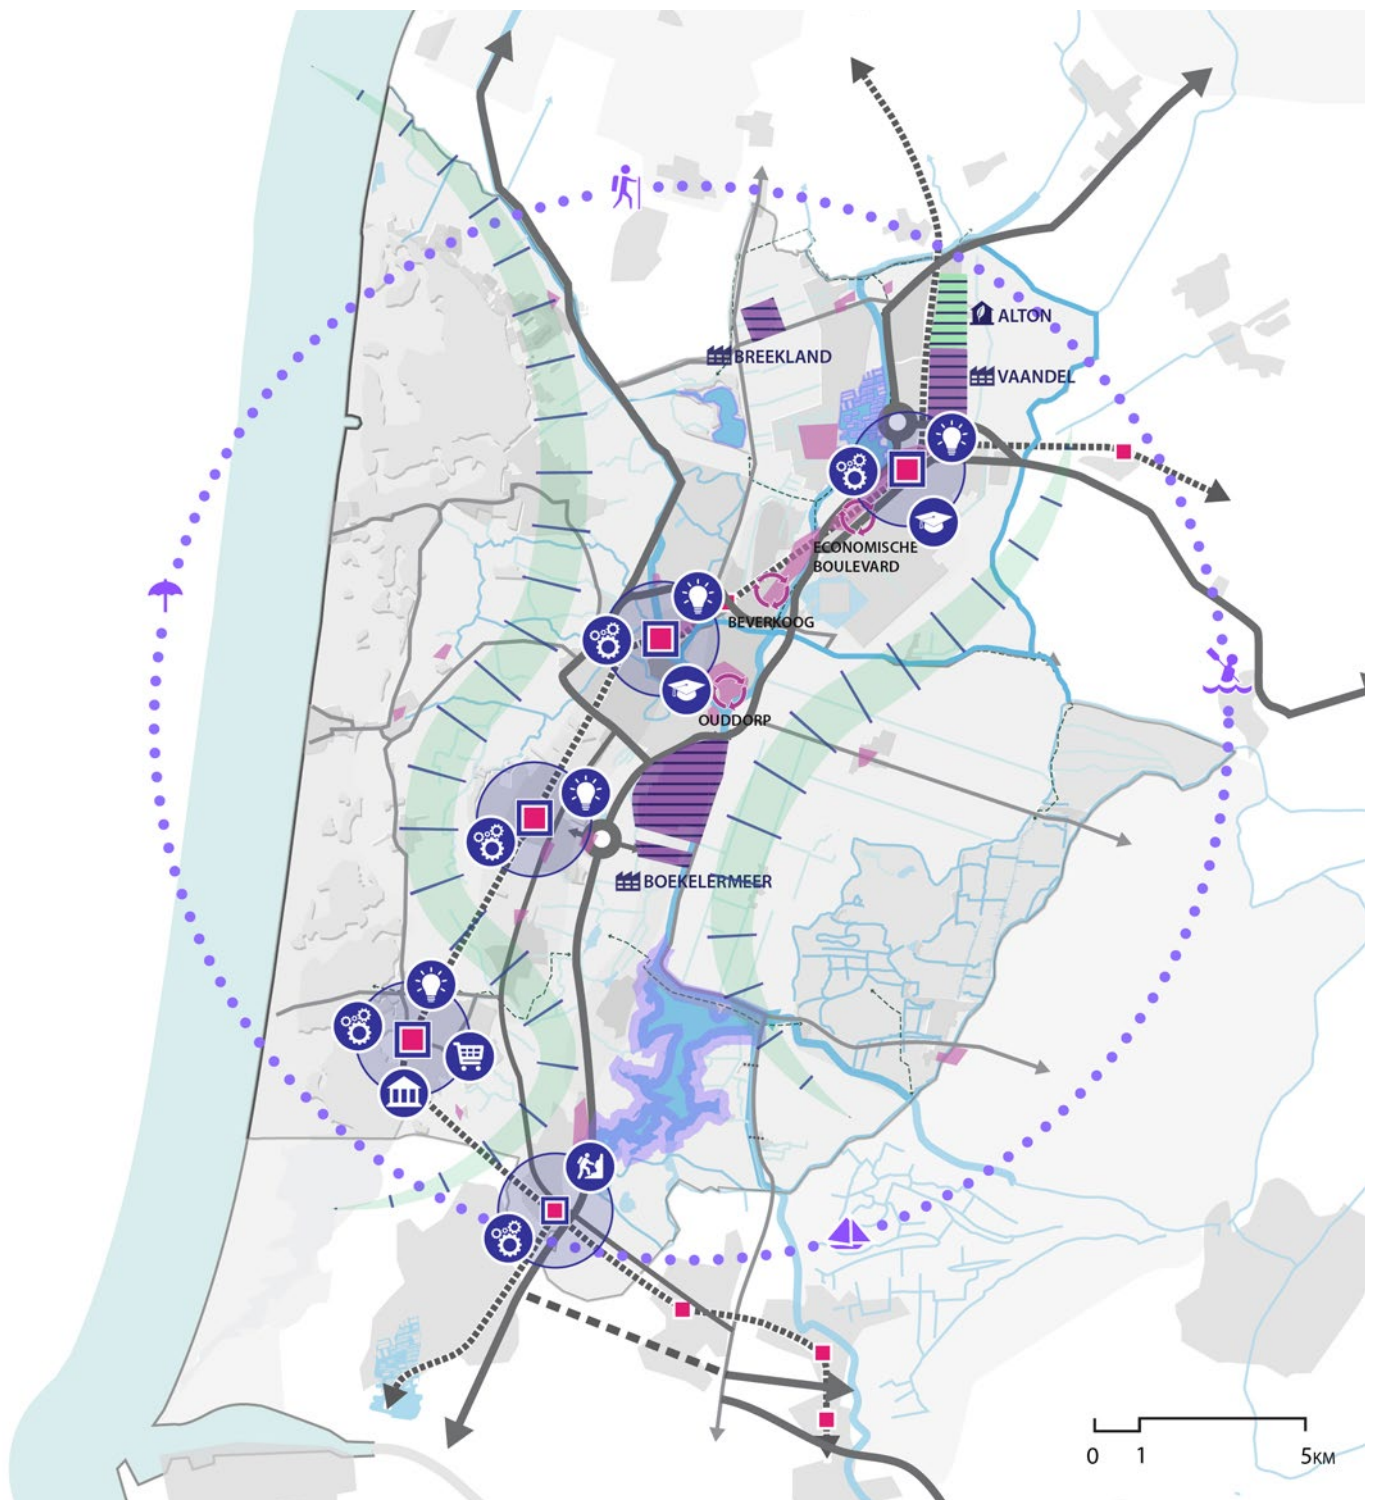 ALTON
BREEKLAND
VAANDEL
ECONOMISCHE
BOULEVARD
BEVERKOOG
OUDDORP
BOEKELERMEER
0 1 5KM